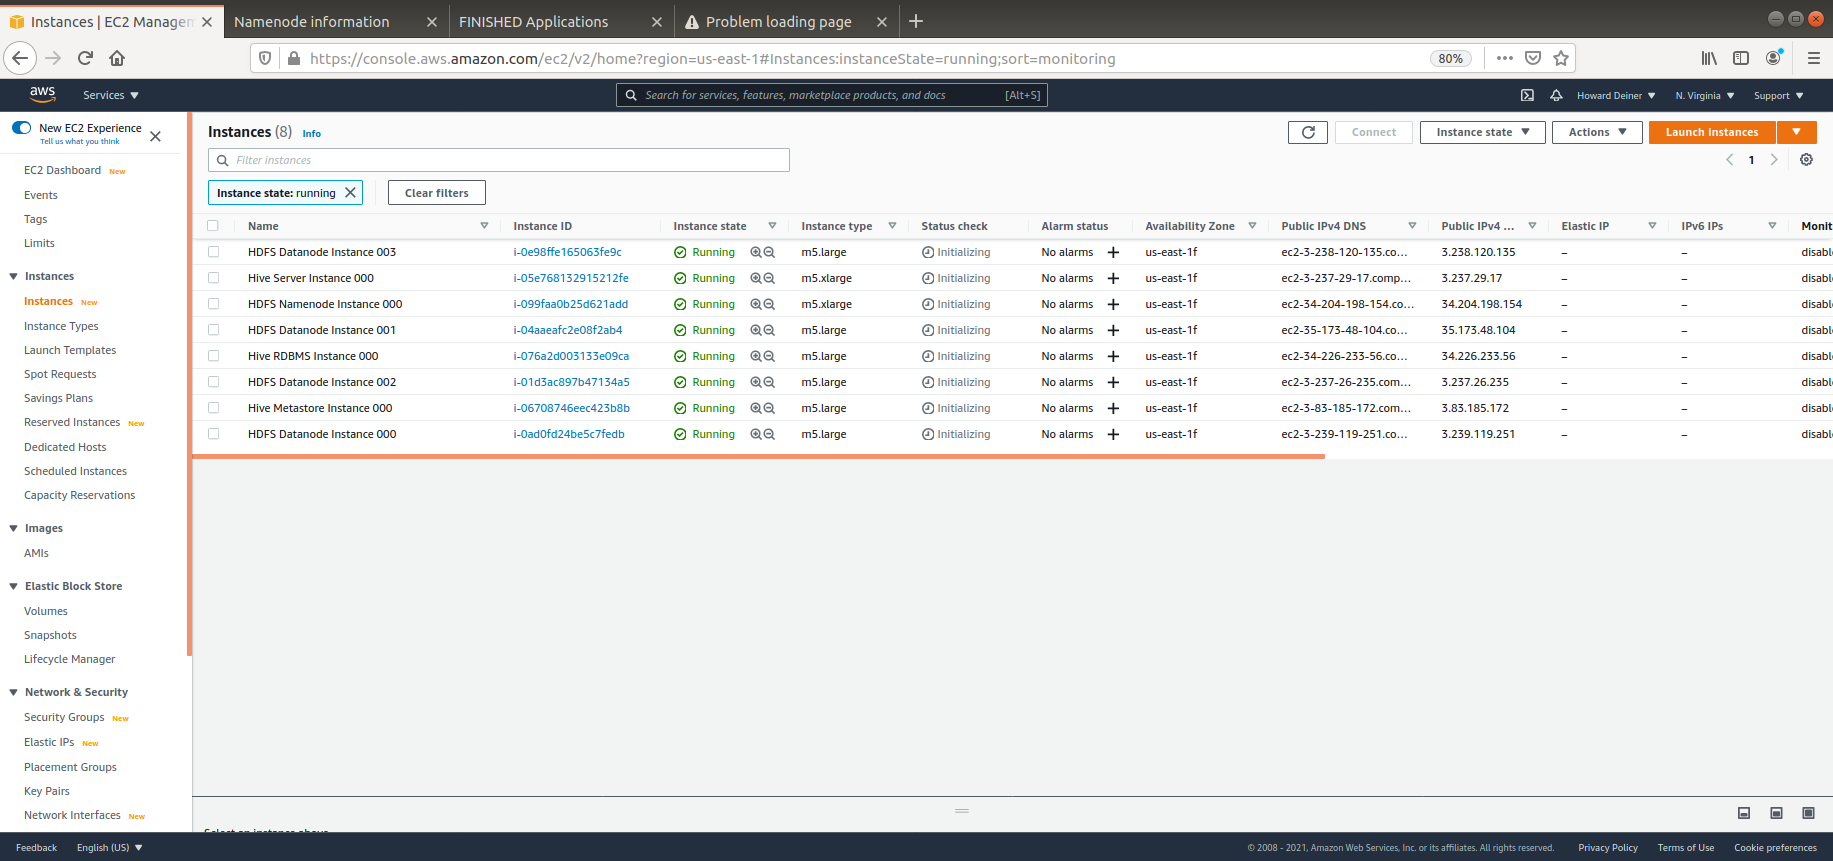 Instances | EC2 Managem
Namenode information
FINISHED Applications
Problem loading page
https://console.aws.amazon.com/ec2/v2/home?region=us-east-1#Instances:instanceState=running;sort=monitoring
80%
aws
Services
Search for services, features, marketplace products, and docs
[Alt+S]
Howard Deiner
N. Virginia
Support
New EC2 Experience
Tell us what you think
EC2 Dashboard New
Events
Tags
Limits
Instances
Instances New
Instance Types
Launch Templates
Spot Requests
Savings Plans
Reserved Instances New
Dedicated Hosts
Scheduled Instances
Capacity Reservations
Images
AMIs
Elastic Block Store
Volumes
Snapshots
Lifecycle Manager
Network & Security
Security Groups New
Elastic IPs New
Placement Groups
Key Pairs
Network Interfaces New
Instances (8) Info
Connect
Instance state
Actions
Launch instances
Filter instances
1
Instance state: running
Clear filters
Name Instance ID Instance state Instance type Status check Alarm status Availability Zone Public IPv4 DNS Public IPv4 ... Elastic IP IPv6 IPs Monit
HDFS Datanode Instance 003 i-0e98ffe165063fe9c Running m5.large Initializing No alarms + us-east-1f ec2-3-238-120-135.co... 3.238.120.135 – – disabl
Hive Server Instance 000 i-05e768132915212fe Running m5.xlarge Initializing No alarms + us-east-1f ec2-3-237-29-17.comp... 3.237.29.17 – – disabl
HDFS Namenode Instance 000 i-099faa0b25d621add Running m5.xlarge Initializing No alarms + us-east-1f ec2-34-204-198-154.co... 34.204.198.154 – – disabl
HDFS Datanode Instance 001 i-04aaeafc2e08f2ab4 Running m5.large Initializing No alarms + us-east-1f ec2-35-173-48-104.co... 35.173.48.104 – – disabl
Hive RDBMS Instance 000 i-076a2d003133e09ca Running m5.large Initializing No alarms + us-east-1f ec2-34-226-233-56.co... 34.226.233.56 – – disabl
HDFS Datanode Instance 002 i-01d3ac897b47134a5 Running m5.large Initializing No alarms + us-east-1f ec2-3-237-26-235.com... 3.237.26.235 – – disabl
Hive Metastore Instance 000 i-06708746eec423b8b Running m5.large Initializing No alarms + us-east-1f ec2-3-83-185-172.com... 3.83.185.172 – – disabl
HDFS Datanode Instance 000 i-0ad0fd24be5c7fedb Running m5.large Initializing No alarms + us-east-1f ec2-3-239-119-251.co... 3.239.119.251 – – disabl
Select an instance above
Feedback
English (US)
© 2008 - 2021, Amazon Web Services, Inc. or its affiliates. All rights reserved.
Privacy Policy
Terms of Use
Cookie preferences